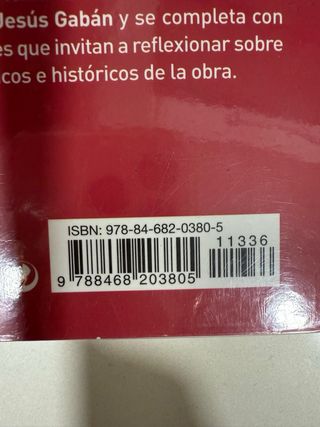 Jesús Gabán y se completa con
es que invitan a reflexionar sobre
icos e históricos de la obra.
ISBN: 978-84-682-0380-5
11336
9 788468 203805